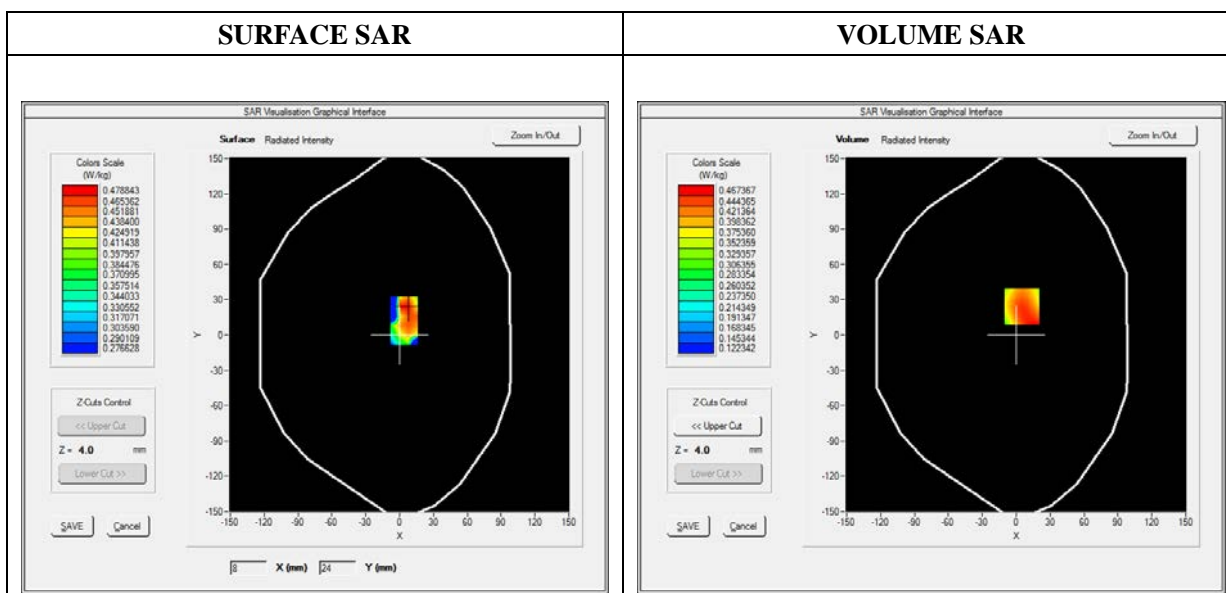 SURFACE SAR
VOLUME SAR
SAR Visualisation Graphical Interface
Surface Radiated Intensity
Zoom In/Out
Colors Scale
(W/kg)
0.478843
0.465362
0.451881
0.438400
0.424919
0.411438
0.397957
0.384476
0.370995
0.357514
0.344033
0.330552
0.317071
0.303590
0.290109
0.276628
Z-Cuts Control
<< Upper Cut
Z = 4.0 mm
Lower Cut >>
SAVE Cancel
150
120
90
60
30
0
-30
-60
-90
-120
-150
Y
-150 -120 -90 -60 -30 0 30 60 90 120 150
X
8 X (mm) 24 Y (mm)
SAR Visualisation Graphical Interface
Volume Radiated Intensity
Zoom In/Out
Colors Scale
(W/kg)
0.467367
0.444365
0.421364
0.398362
0.375360
0.352359
0.329357
0.306355
0.283354
0.260352
0.237350
0.214349
0.191347
0.168345
0.145344
0.122342
Z-Cuts Control
<< Upper Cut
Z = 4.0 mm
Lower Cut >>
SAVE Cancel
150
120
90
60
30
0
-30
-60
-90
-120
-150
Y
-150 -120 -90 -60 -30 0 30 60 90 120 150
X